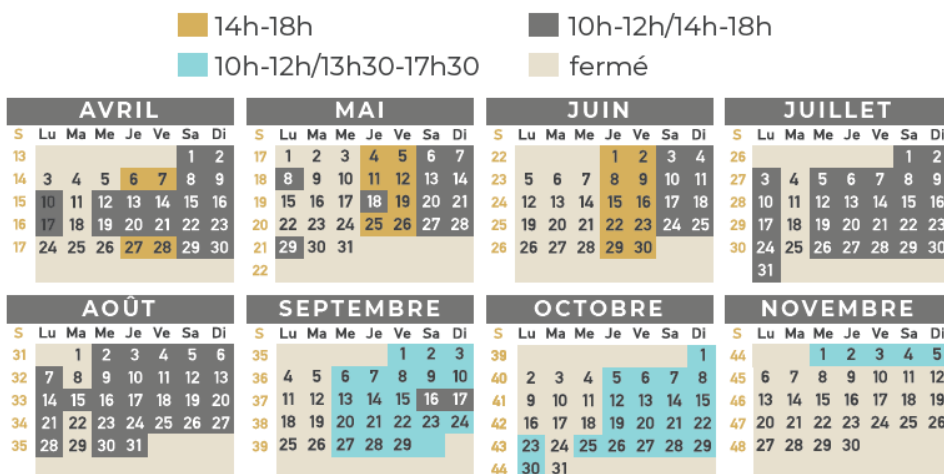 14h-18h
10h-12h/14h-18h
10h-12h/13h30-17h30
fermé
AVRIL
S Lu Ma Me Je Ve Sa Di
13 1 2
14 3 4 5 6 7 8 9
15 10 11 12 13 14 15 16
16 17 18 19 20 21 22 23
17 24 25 26 27 28 29 30
MAI
S Lu Ma Me Je Ve Sa Di
17 1 2 3 4 5 6 7
18 8 9 10 11 12 13 14
19 15 16 17 18 19 20 21
20 22 23 24 25 26 27 28
21 29 30 31
22
JUIN
S Lu Ma Me Je Ve Sa Di
22 1 2 3 4
23 5 6 7 8 9 10 11
24 12 13 14 15 16 17 18
25 19 20 21 22 23 24 25
26 26 27 28 29 30
JUILLET
S Lu Ma Me Je Ve Sa Di
26 1 2
27 3 4 5 6 7 8 9
28 10 11 12 13 14 15 16
29 17 18 19 20 21 22 23
30 24 25 26 27 28 29 30
31
AOÛT
S Lu Ma Me Je Ve Sa Di
31 1 2 3 4 5 6
32 7 8 9 10 11 12 13
33 14 15 16 17 18 19 20
34 21 22 23 24 25 26 27
35 28 29 30 31
SEPTEMBRE
S Lu Ma Me Je Ve Sa Di
35 1 2 3
36 4 5 6 7 8 9 10
37 11 12 13 14 15 16 17
38 18 19 20 21 22 23 24
39 25 26 27 28 29
OCTOBRE
S Lu Ma Me Je Ve Sa Di
39 1
40 2 3 4 5 6 7 8
41 9 10 11 12 13 14 15
42 16 17 18 19 20 21 22
43 23 24 25 26 27 28 29
44 30 31
NOVEMBRE
S Lu Ma Me Je Ve Sa Di
44 1 2 3 4 5
45 6 7 8 9 10 11 12
46 13 14 15 16 17 18 19
47 20 21 22 23 24 25 26
48 27 28 29 30